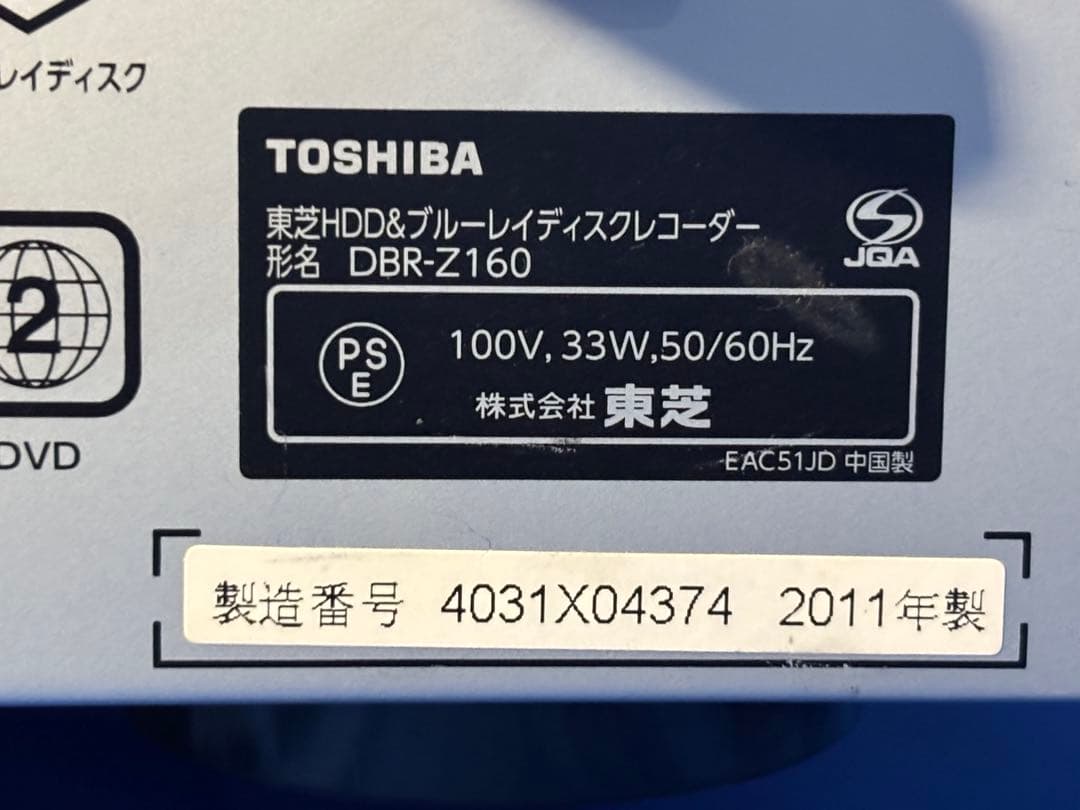 レイディスク
TOSHIBA
東芝HDD&ブルーレイディスクレコーダー
形名 DBR-Z160
JQA
2
DVD
PS
E
100V, 33W, 50/60Hz
株式会社 東芝
EAC51JD 中国製
製造番号 4031X04374 2011年製